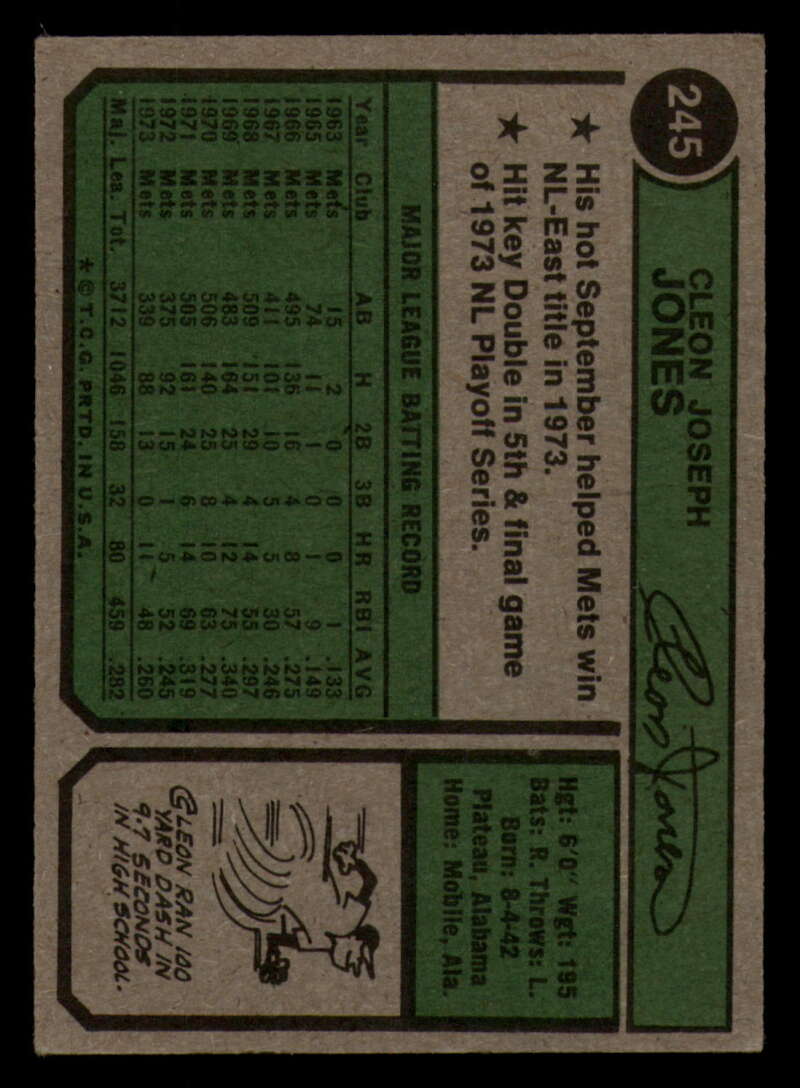 245
CLEON JOSEPH
JONES
Cleon Jones
★ His hot September helped Mets win
NL-East title in 1973.
★ Hit key Double in 5th & final game
of 1973 NL Playoff Series.
Hgt: 6'0" Wgt: 195
Bats: R. Throws: L.
Born: 8-4-42
Plateau, Alabama
Home: Mobile, Ala.
MAJOR LEAGUE BATTING RECORD
Year Club AB H 2B 3B HR RBI AVG
1963 Mets 15 2 0 0 0 1 .133
1965 Mets 74 11 1 0 1 9 .149
1966 Mets 495 136 16 4 8 57 .275
1967 Mets 411 101 10 5 5 30 .246
1968 Mets 509 151 29 4 14 55 .297
1969 Mets 483 164 25 4 12 75 .340
1970 Mets 506 140 25 8 10 63 .277
1971 Mets 505 161 24 6 14 69 .319
1972 Mets 375 92 15 1 5 52 .245
1973 Mets 339 88 13 0 11 48 .260
Maj. Lea. Tot. 3712 1046 158 32 80 459 .282
* © T.C.G. PRTD. IN U.S.A.
CLEON RAN 100
YARD DASH IN
9.7 SECONDS
IN HIGH SCHOOL.